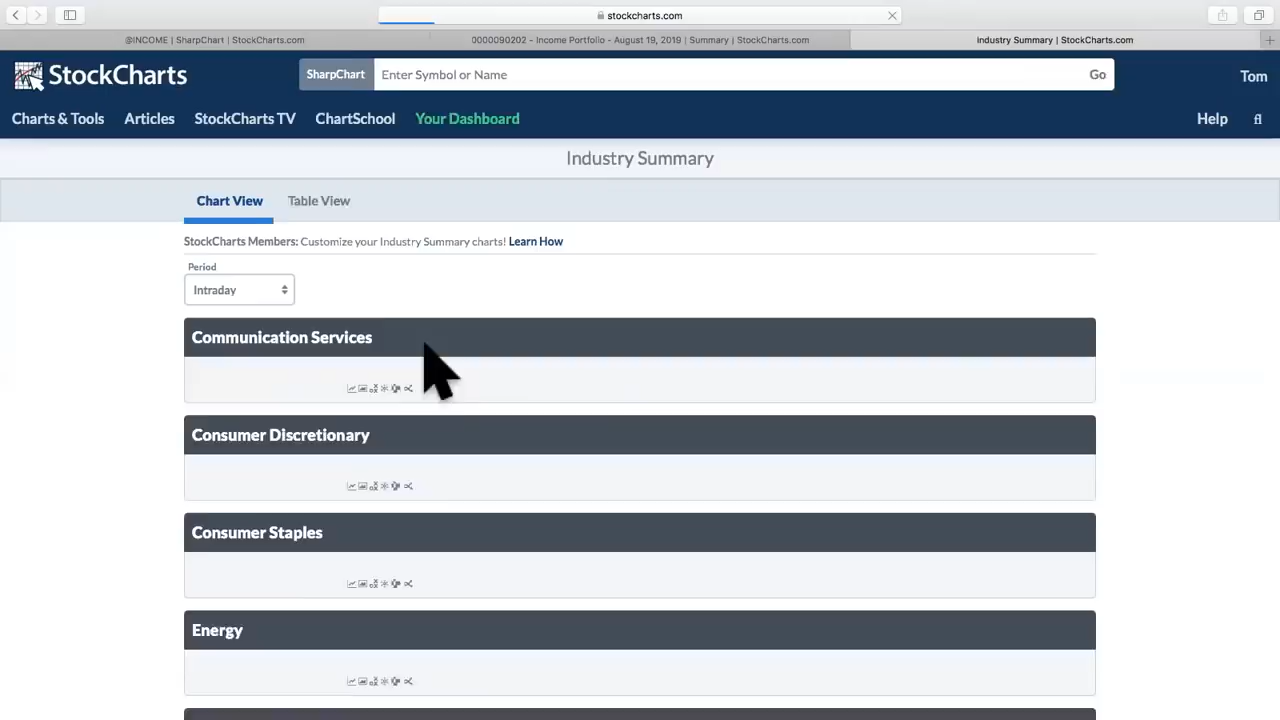 stockcharts.com
@INCOME | SharpChart | StockCharts.com
0000090202 - Income Portfolio - August 19, 2019 | Summary | StockCharts.com
Industry Summary | StockCharts.com
StockCharts
SharpChart
Enter Symbol or Name
Go
Tom
Charts & Tools
Articles
StockCharts TV
ChartSchool
Your Dashboard
Help
Industry Summary
Chart View
Table View
StockCharts Members: Customize your Industry Summary charts! Learn How
Period
Intraday
Communication Services
Consumer Discretionary
Consumer Staples
Energy